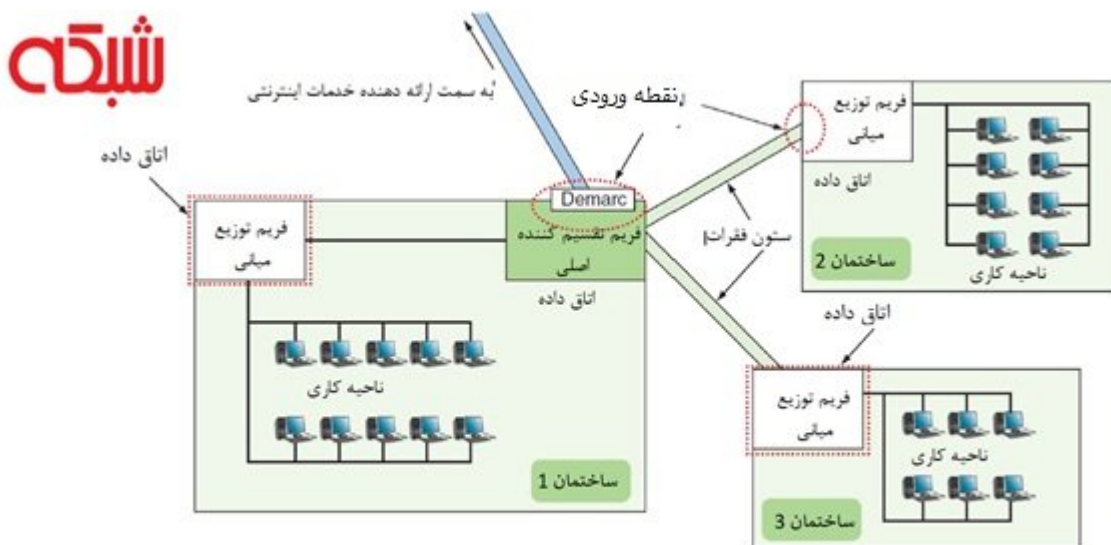 شبکه
به سمت ارائه دهنده خدمات اینترنتی
نقطه ورودی
فریم توزیع
میانی
اتاق داده
ناحیه کاری
ساختمان 2
اتاق داده
فریم توزیع
میانی
Demarc
فریم تقسیم کننده
اصلی
اتاق داده
ناحیه کاری
ساختمان 1
ستون فقرات
اتاق داده
فریم توزیع
میانی
ناحیه کاری
ساختمان 3